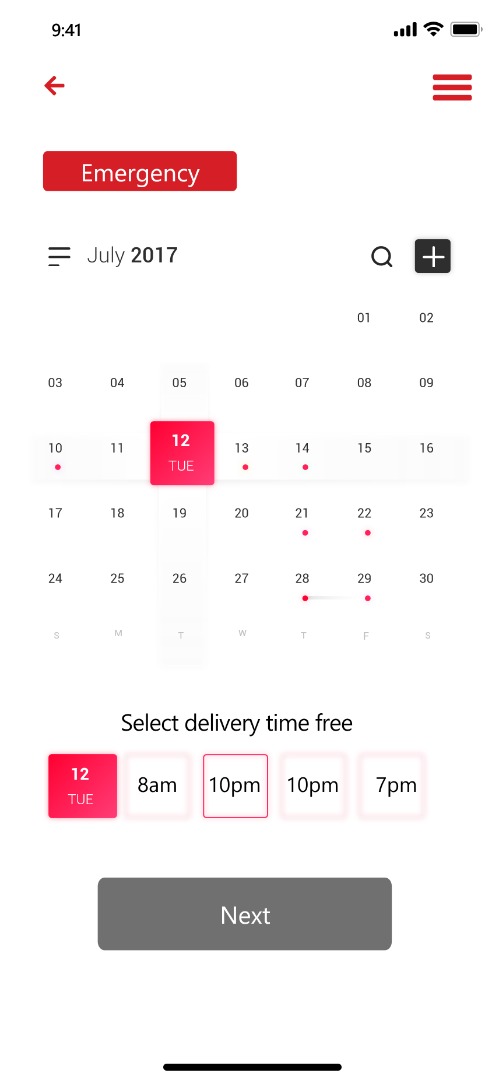 9:41
Emergency
July 2017
01 02
03 04 05 06 07 08 09
10 11 12 13 14 15 16
TUE
17 18 19 20 21 22 23
24 25 26 27 28 29 30
S M T W T F S
Select delivery time free
12 8am 10pm 10pm 7pm
TUE
Next